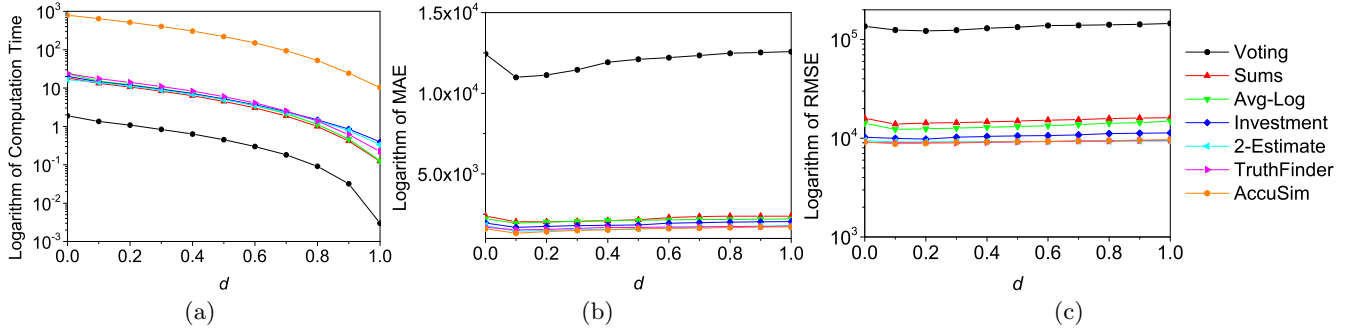 10^3
10^2
10
1
10^-1
10^-2
10^-3
Logarithm of Computation Time
0.0 0.2 0.4 0.6 0.8 1.0
d
(a)
1.5x10^3
1.0x10^4
5.0x10^3
Logarithm of MAE
0.0 0.2 0.4 0.6 0.8 1.0
d
(b)
10^5
10^4
10^3
Logarithm of RMSE
0.0 0.2 0.4 0.6 0.8 1.0
d
(c)
Voting
Sums
Avg-Log
Investment
2-Estimate
TruthFinder
AccuSim